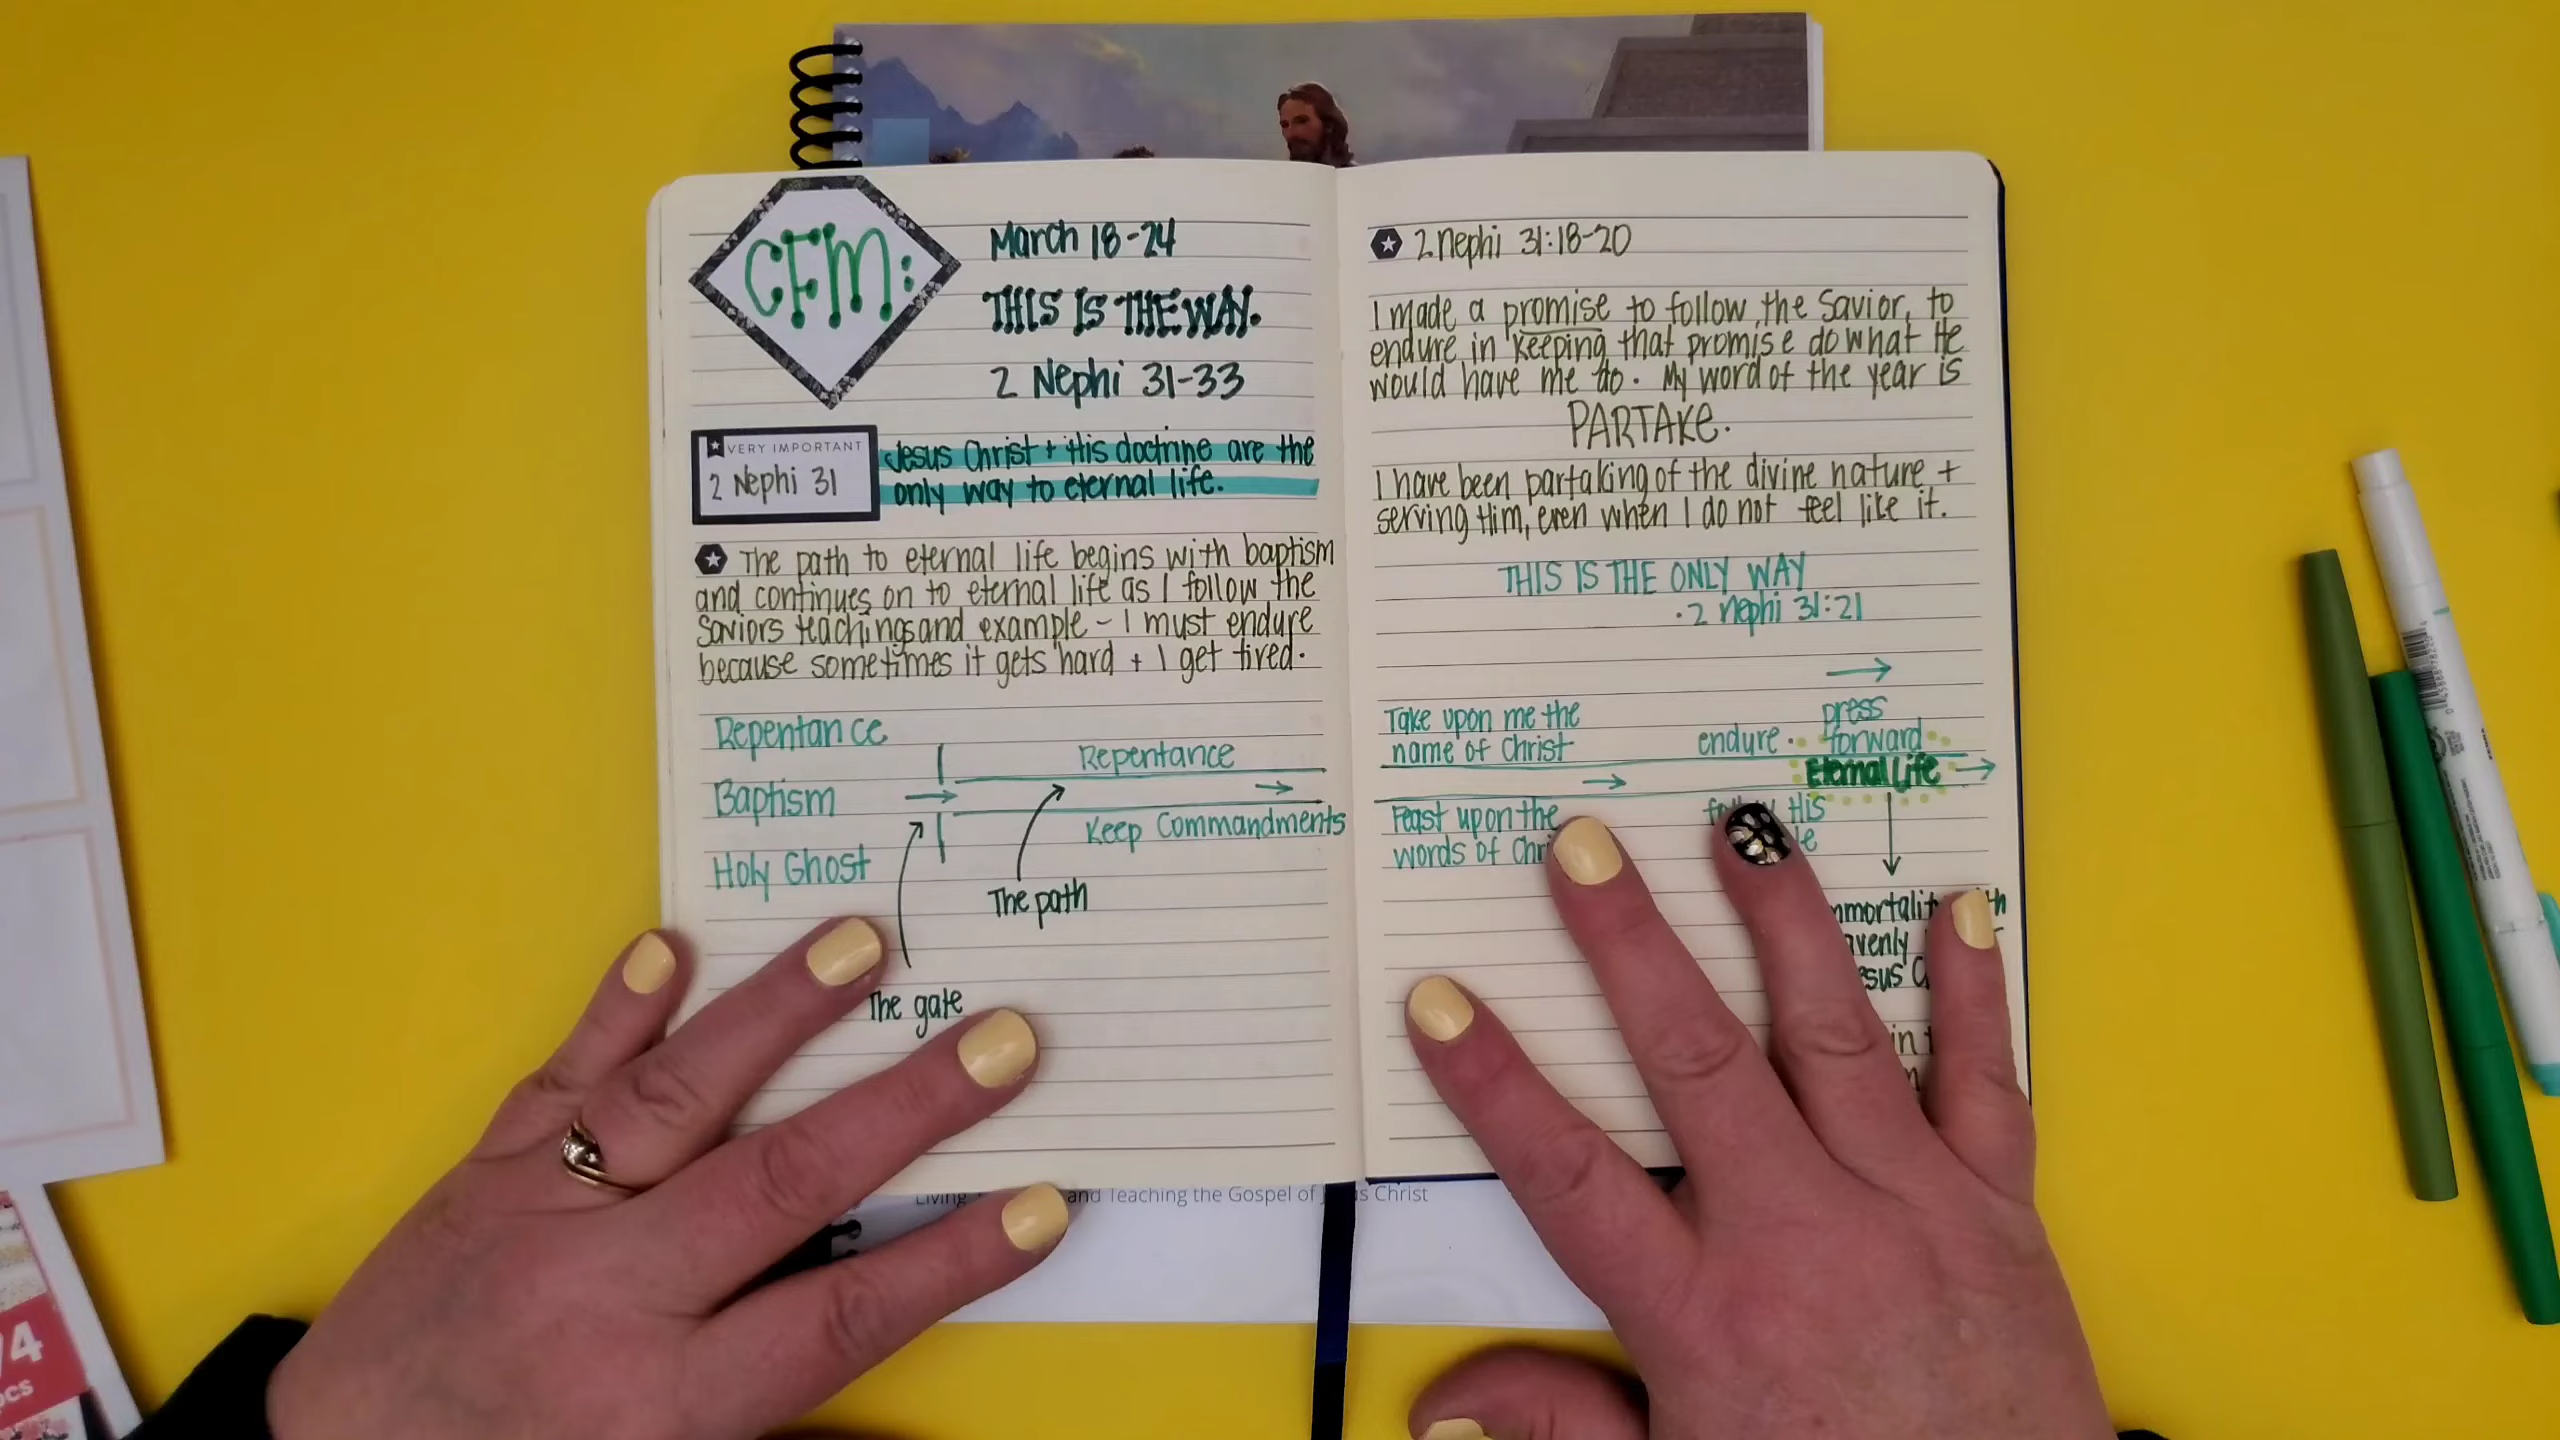 CFM:
March 18-24
THIS IS THE WAY.
2 Nephi 31-33
VERY IMPORTANT
2 Nephi 31
Jesus Christ + His doctrine are the
only way to eternal life.
The path to eternal life begins with baptism
and continues on to eternal life as I follow the
Saviors teachings and example - I must endure
because sometimes it gets hard + I get tired.
Repentance
Baptism
Holy Ghost
Repentance
Keep Commandments
The path
The gate
2 Nephi 31:18-20
I made a promise to follow the Savior, to
endure in keeping that promise do what He
would have me do. My word of the year is
PARTAKE.
I have been partaking of the divine nature +
serving Him, even when I do not feel like it.
THIS IS THE ONLY WAY
·2 Nephi 31:21
Take upon me the
name of Christ
endure
press
forward
Eternal Life
Feast upon the
words of
His
Living and Teaching the Gospel of Christ